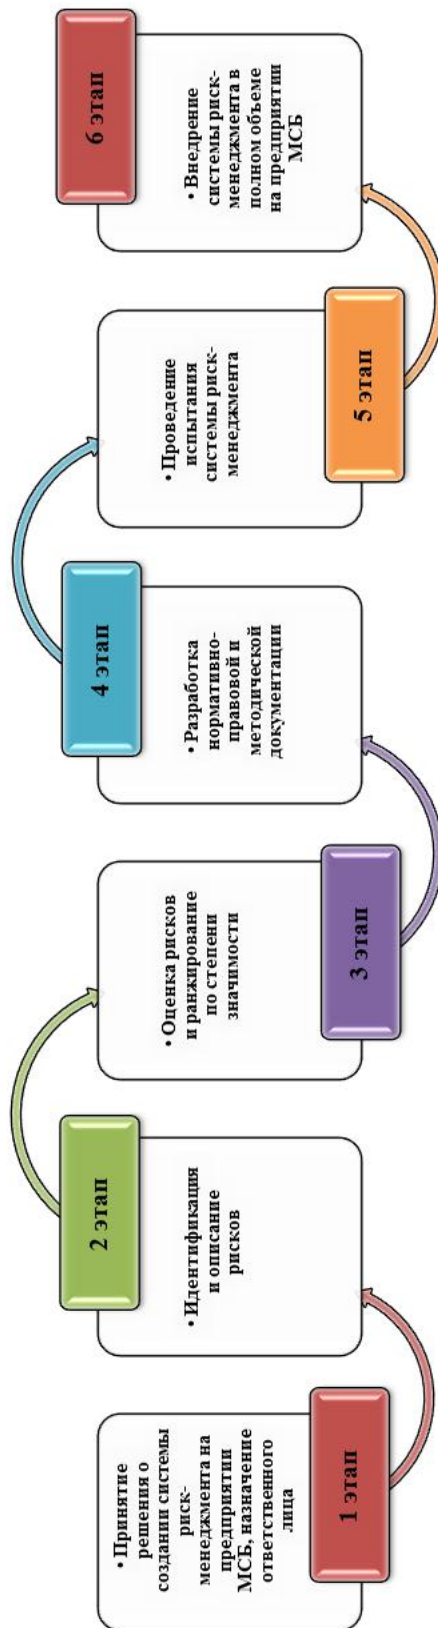 • Принятие
решения о
создании системы
риск-
менеджмента на
предприятии
МСБ, назначение
ответственного
лица
1 этап
2 этап
• Идентификация
и описание
рисков
• Оценка рисков
и ранжирование
по степени
значимости
3 этап
4 этап
• Разработка
нормативно-
правовой и
методической
документации
• Проведение
испытания
системы риск-
менеджмента
5 этап
6 этап
• Внедрение
системы риск-
менеджмента в
полном объеме
на предприятии
МСБ